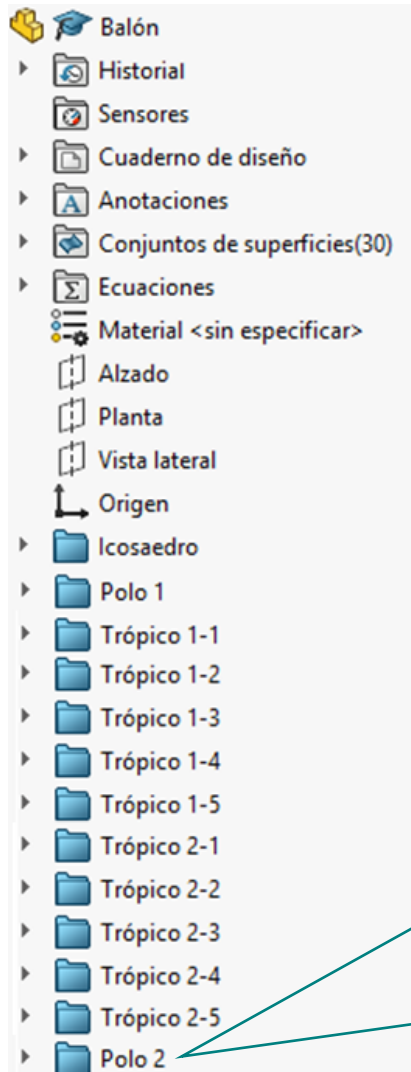 Balón
Historial
Sensores
Cuaderno de diseño
Anotaciones
Conjuntos de superficies(30)
Ecuaciones
Material <sin especificar>
Alzado
Planta
Vista lateral
Origen
Icosaedro
Polo 1
Trópico 1-1
Trópico 1-2
Trópico 1-3
Trópico 1-4
Trópico 1-5
Trópico 2-1
Trópico 2-2
Trópico 2-3
Trópico 2-4
Trópico 2-5
Polo 2